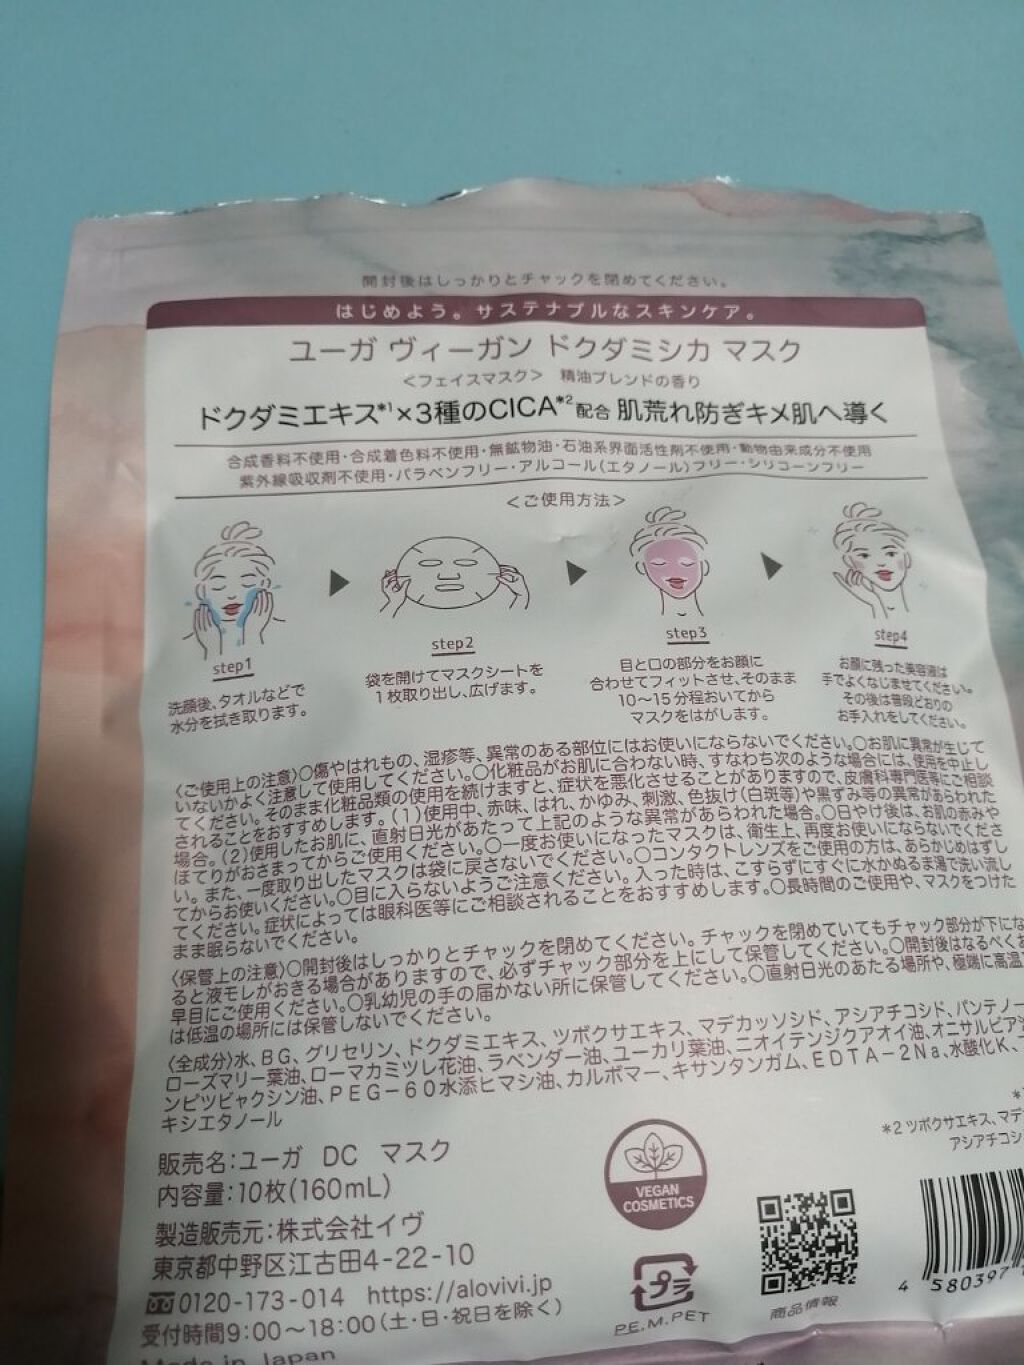 開封後はしっかりとチャックを閉めてください。
はじめよう。サステナブルなスキンケア。
ユーガ ヴィーガン ドクダミシカ マスク
＜フェイスマスク＞ 精油ブレンドの香り
ドクダミエキス*1×3種のCICA*2配合 肌荒れ防ぎキメ肌へ導く
合成香料不使用・合成着色料不使用・無鉱物油・石油系界面活性剤不使用・動物由来成分不使用
紫外線吸収剤不使用・パラベンフリー・アルコール(エタノール)フリー・シリコーンフリー
＜ご使用方法＞
step1
洗顔後、タオルなどで
水分を拭き取ります。
step2
袋を開けてマスクシートを
1枚取り出し、広げます。
step3
目と口の部分をお顔に
合わせてフィットさせ、そのまま
10〜15分程おいてから
マスクをはがします。
step4
お顔に残った美容液は
手でよくなじませてください。
その後は普段どおりの
お手入れをしてください。
〈ご使用上の注意〉○傷やはれもの、湿疹等、異常のある部位にはお使いにならないでください。○お肌に異常が生じて
いないかよく注意して使用してください。○化粧品がお肌に合わない時、すなわち次のような場合には、使用を中止し
てください。そのまま化粧品類の使用を続けますと、症状を悪化させることがありますので、皮膚科専門医等にご相談
されることをおすすめします。(1)使用中、赤味、はれ、かゆみ、刺激、色抜け(白斑等)や黒ずみ等の異常があらわれた
場合。(2)使用したお肌に、直射日光があたって上記のような異常があらわれた場合。○日やけ後は、お肌の赤みや
ほてりがおさまってからご使用ください。○一度お使いになったマスクは、衛生上、再度お使いにならないでくださ
い。また、一度取り出したマスクは袋に戻さないでください。○コンタクトレンズをご使用の方は、あらかじめはずし
てからお使いください。○目に入らないようご注意ください。入った時は、こすらずにすぐに水かぬるま湯で洗い流し
てください。症状によっては眼科医等にご相談されることをおすすめします。○長時間のご使用や、マスクをつけた
まま眠らないでください。
〈保管上の注意〉○開封後はしっかりとチャックを閉めてください。チャックを閉めていてもチャック部分が下にな
ると液モレがおきる場合がありますので、必ずチャック部分を上にして保管してください。○開封後はなるべくお
早目にご使用ください。○乳幼児の手の届かない所に保管してください。○直射日光のあたる場所や、極端に高温
は低温の場所には保管しないでください。
〈全成分〉水、BG、グリセリン、ドクダミエキス、ツボクサエキス、マデカッソシド、アシアチコシド、パンテノー
ローズマリー葉油、ローマカミツレ花油、ラベンダー油、ユーカリ葉油、ニオイテンジクアオイ油、オニサルビア
ンピツビャクシン油、PEG－60水添ヒマシ油、カルボマー、キサンタンガム、EDTA－2Na、水酸化K、
キシエタノール
*2 ツボクサエキス、マデ
アシアチコシ
販売名:ユーガ DC マスク
内容量:10枚(160mL)
製造販売元:株式会社イヴ
東京都中野区江古田4-22-10
0120-173-014 https://alovivi.jp
受付時間9:00〜18:00(土・日・祝日を除く)
Made in Japan
VEGAN
COSMETICS
プラ
PE.M.PET
商品情報
4 580397